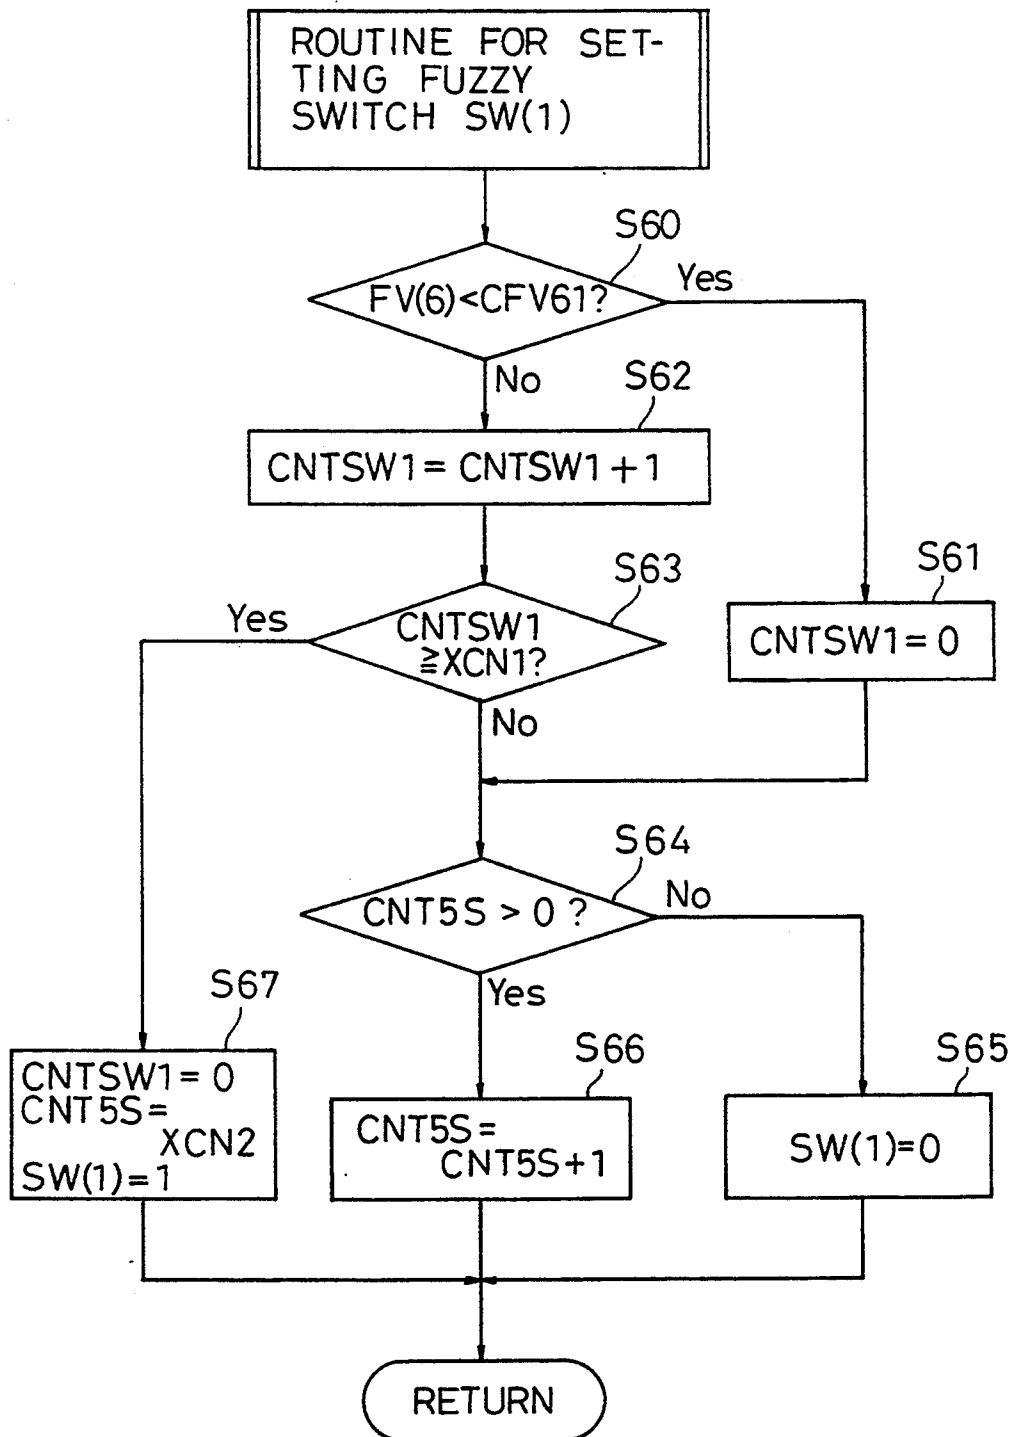 ROUTINE FOR SET-
TING FUZZY
SWITCH SW(1)
S60
FV(6)<CFV61?
Yes
No
S62
CNTSW1=CNTSW1+1
S63
CNTSW1
≧XCN1?
Yes
No
S61
CNTSW1=0
S64
CNT5S>0?
No
Yes
S67
CNTSW1=0
CNT5S=
XCN2
SW(1)=1
S66
CNT5S=
CNT5S+1
S65
SW(1)=0
RETURN